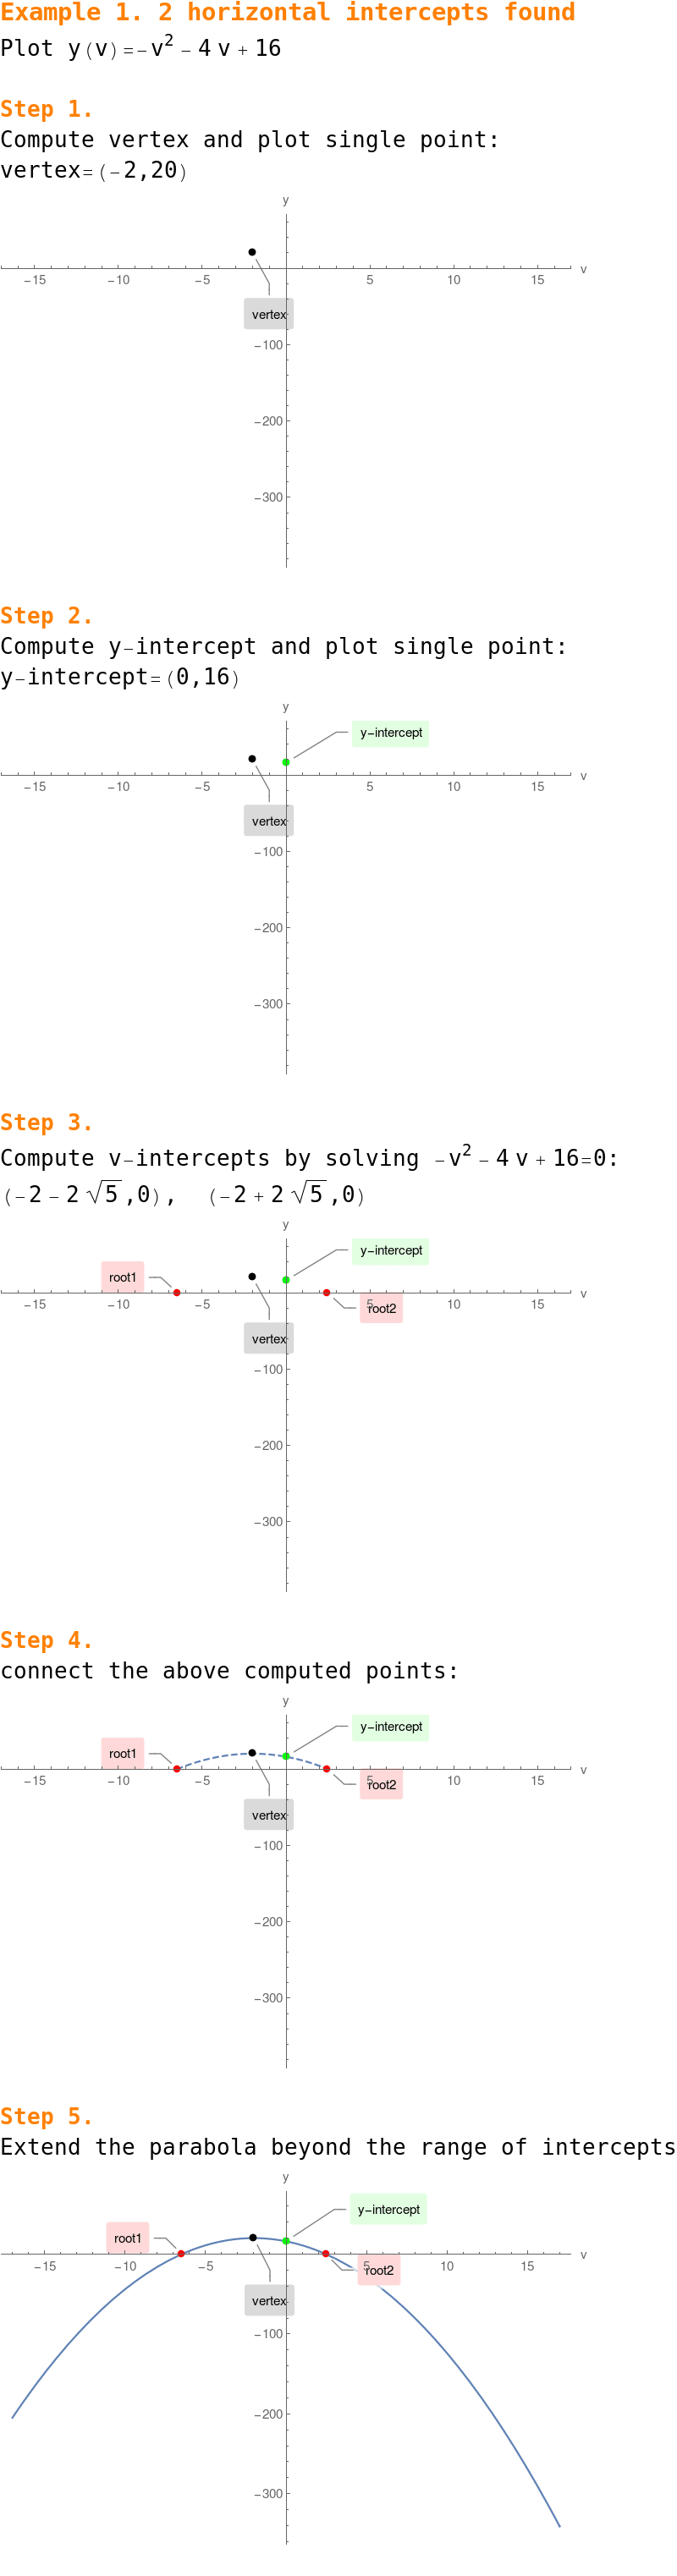 Example 1. 2 horizontal intercepts found
Plot y(v)=-v² - 4 v + 16
Step 1.
Compute vertex and plot single point:
vertex=(-2,20)
y
v
-15 -10 -5 5 10 15
vertex
-100
-200
-300
Step 2.
Compute y-intercept and plot single point:
y-intercept=(0,16)
y
y-intercept
v
-15 -10 -5 5 10 15
vertex
-100
-200
-300
Step 3.
Compute v-intercepts by solving -v² - 4 v + 16=0:
(-2 - 2 √5,0), (-2 + 2 √5,0)
y
y-intercept
root1
v
-15 -10 -5 5 10 15
root2
vertex
-100
-200
-300
Step 4.
connect the above computed points:
y
y-intercept
root1
v
-15 -10 -5 5 10 15
root2
vertex
-100
-200
-300
Step 5.
Extend the parabola beyond the range of intercepts
y
y-intercept
root1
v
-15 -10 -5 5 10 15
root2
vertex
-100
-200
-300